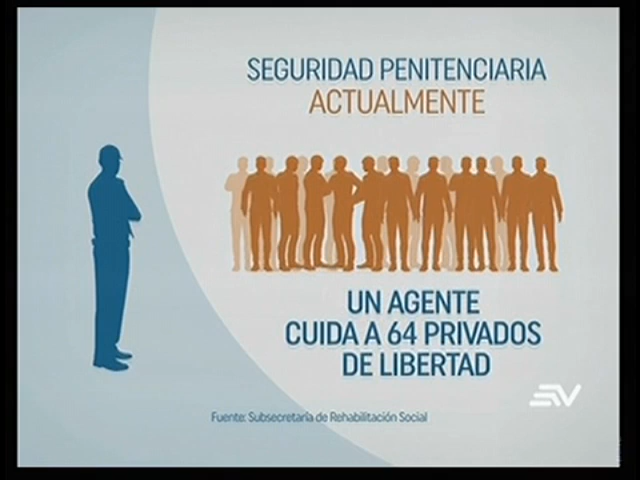 SEGURIDAD PENITENCIARIA
ACTUALMENTE
UN AGENTE
CUIDA A 64 PRIVADOS
DE LIBERTAD
Fuente: Subsecretaría de Rehabilitación Social